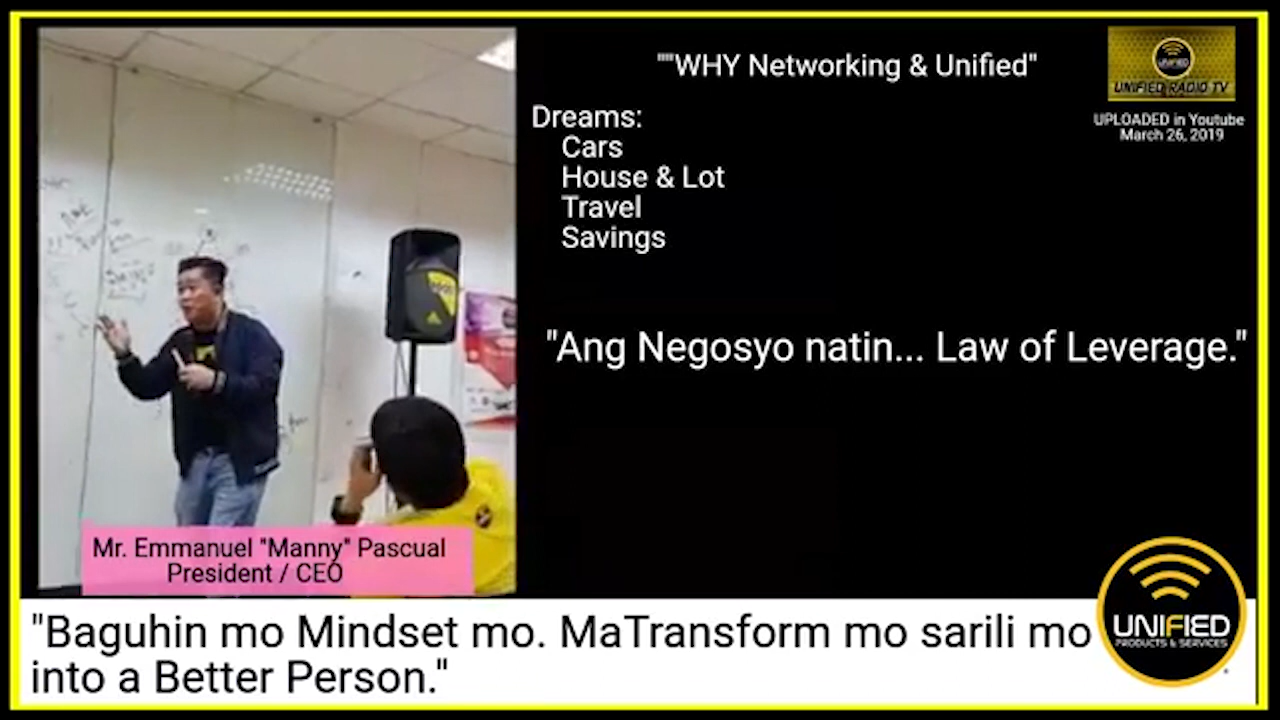 ""WHY Networking & Unified"
UNIFIED
UNIFIED RADIO TV
UPLOADED in Youtube
March 26, 2019
Dreams:
Cars
House & Lot
Travel
Savings
"Ang Negosyo natin... Law of Leverage."
Mr. Emmanuel "Manny" Pascual
President / CEO
"Baguhin mo Mindset mo. MaTransform mo sarili mo
into a Better Person."
UNIFIED
PRODUCTS & SERVICES